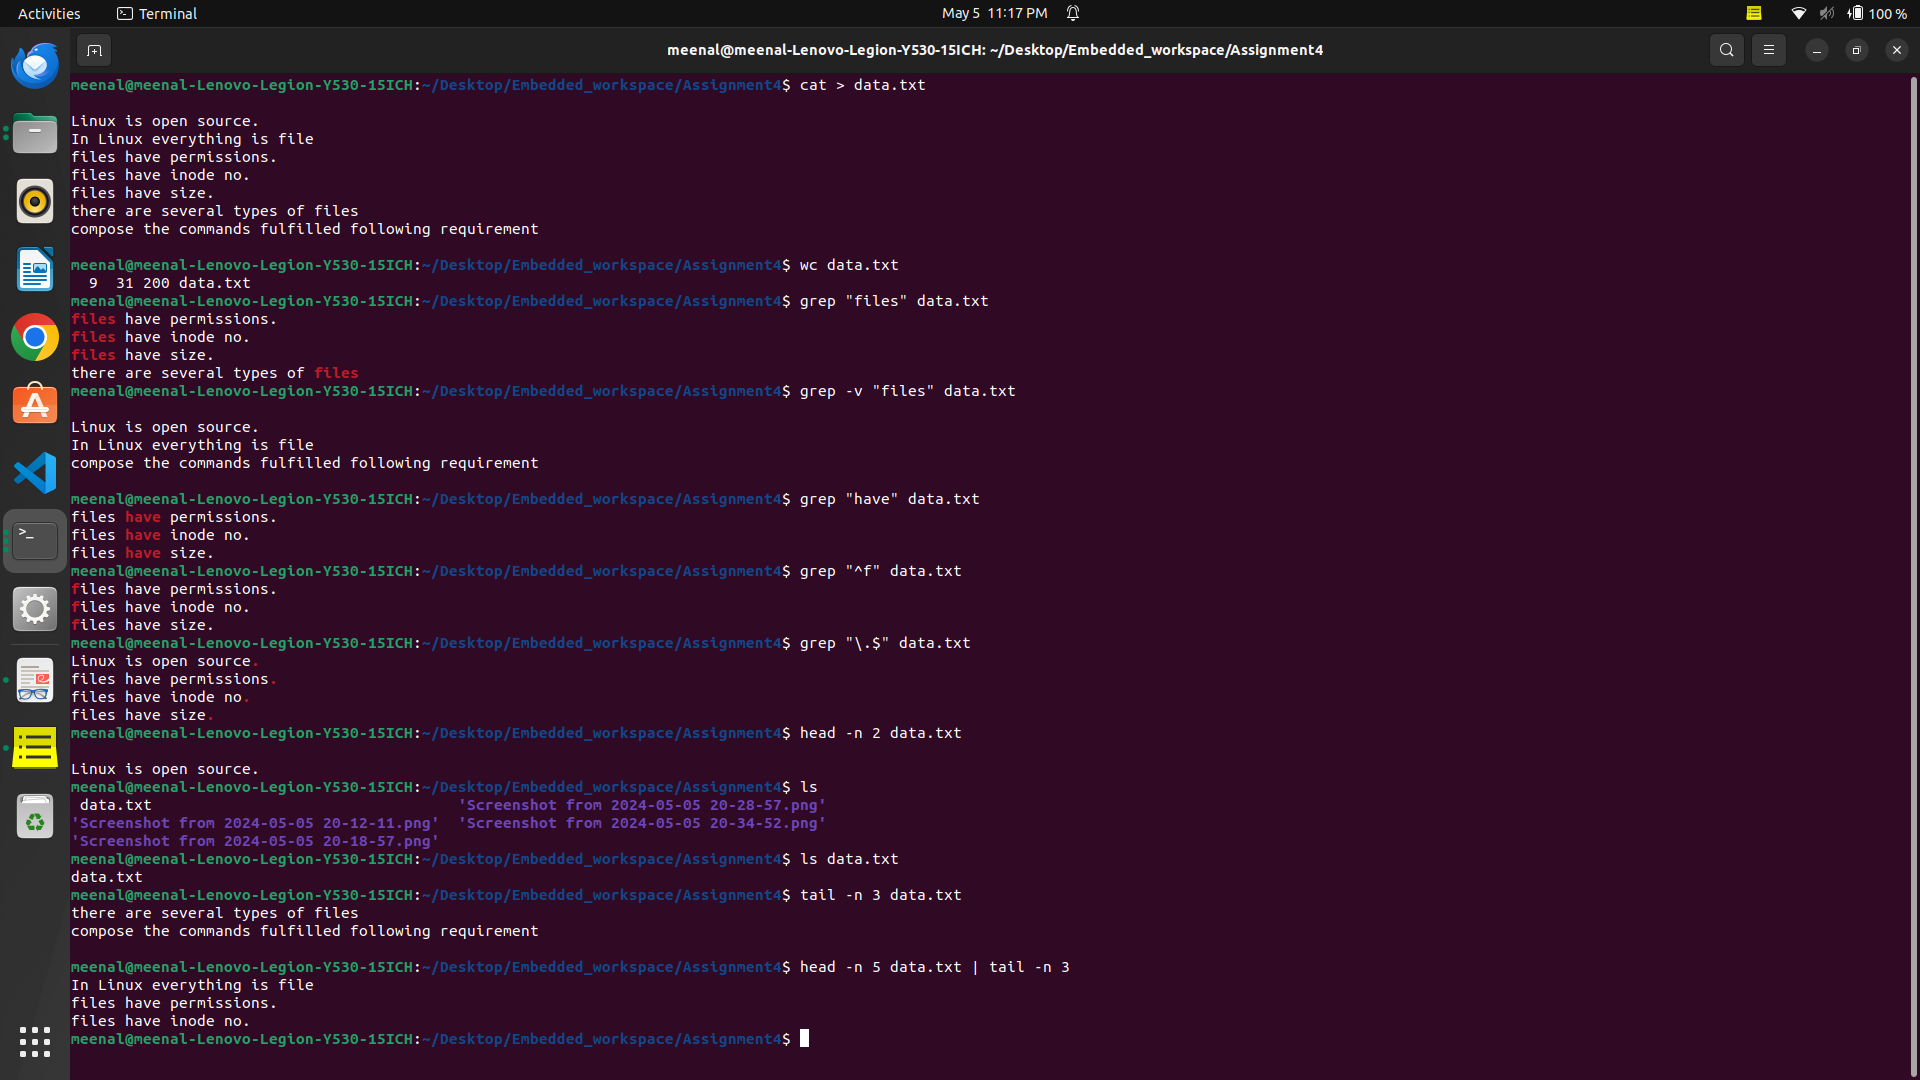 Activities Terminal May 5 11:17 PM 100 %
meenal@meenal-Lenovo-Legion-Y530-15ICH: ~/Desktop/Embedded_workspace/Assignment4
meenal@meenal-Lenovo-Legion-Y530-15ICH:~/Desktop/Embedded_workspace/Assignment4$ cat > data.txt

Linux is open source.
In Linux everything is file
files have permissions.
files have inode no.
files have size.
there are several types of files
compose the commands fulfilled following requirement

meenal@meenal-Lenovo-Legion-Y530-15ICH:~/Desktop/Embedded_workspace/Assignment4$ wc data.txt
  9  31 200 data.txt
meenal@meenal-Lenovo-Legion-Y530-15ICH:~/Desktop/Embedded_workspace/Assignment4$ grep "files" data.txt
files have permissions.
files have inode no.
files have size.
there are several types of files
meenal@meenal-Lenovo-Legion-Y530-15ICH:~/Desktop/Embedded_workspace/Assignment4$ grep -v "files" data.txt

Linux is open source.
In Linux everything is file
compose the commands fulfilled following requirement

meenal@meenal-Lenovo-Legion-Y530-15ICH:~/Desktop/Embedded_workspace/Assignment4$ grep "have" data.txt
files have permissions.
files have inode no.
files have size.
meenal@meenal-Lenovo-Legion-Y530-15ICH:~/Desktop/Embedded_workspace/Assignment4$ grep "^f" data.txt
files have permissions.
files have inode no.
files have size.
meenal@meenal-Lenovo-Legion-Y530-15ICH:~/Desktop/Embedded_workspace/Assignment4$ grep "\.$" data.txt
Linux is open source.
files have permissions.
files have inode no.
files have size.
meenal@meenal-Lenovo-Legion-Y530-15ICH:~/Desktop/Embedded_workspace/Assignment4$ head -n 2 data.txt

Linux is open source.
meenal@meenal-Lenovo-Legion-Y530-15ICH:~/Desktop/Embedded_workspace/Assignment4$ ls
 data.txt                                  'Screenshot from 2024-05-05 20-28-57.png'
'Screenshot from 2024-05-05 20-12-11.png'  'Screenshot from 2024-05-05 20-34-52.png'
'Screenshot from 2024-05-05 20-18-57.png'
meenal@meenal-Lenovo-Legion-Y530-15ICH:~/Desktop/Embedded_workspace/Assignment4$ ls data.txt
data.txt
meenal@meenal-Lenovo-Legion-Y530-15ICH:~/Desktop/Embedded_workspace/Assignment4$ tail -n 3 data.txt
there are several types of files
compose the commands fulfilled following requirement

meenal@meenal-Lenovo-Legion-Y530-15ICH:~/Desktop/Embedded_workspace/Assignment4$ head -n 5 data.txt | tail -n 3
In Linux everything is file
files have permissions.
files have inode no.
meenal@meenal-Lenovo-Legion-Y530-15ICH:~/Desktop/Embedded_workspace/Assignment4$